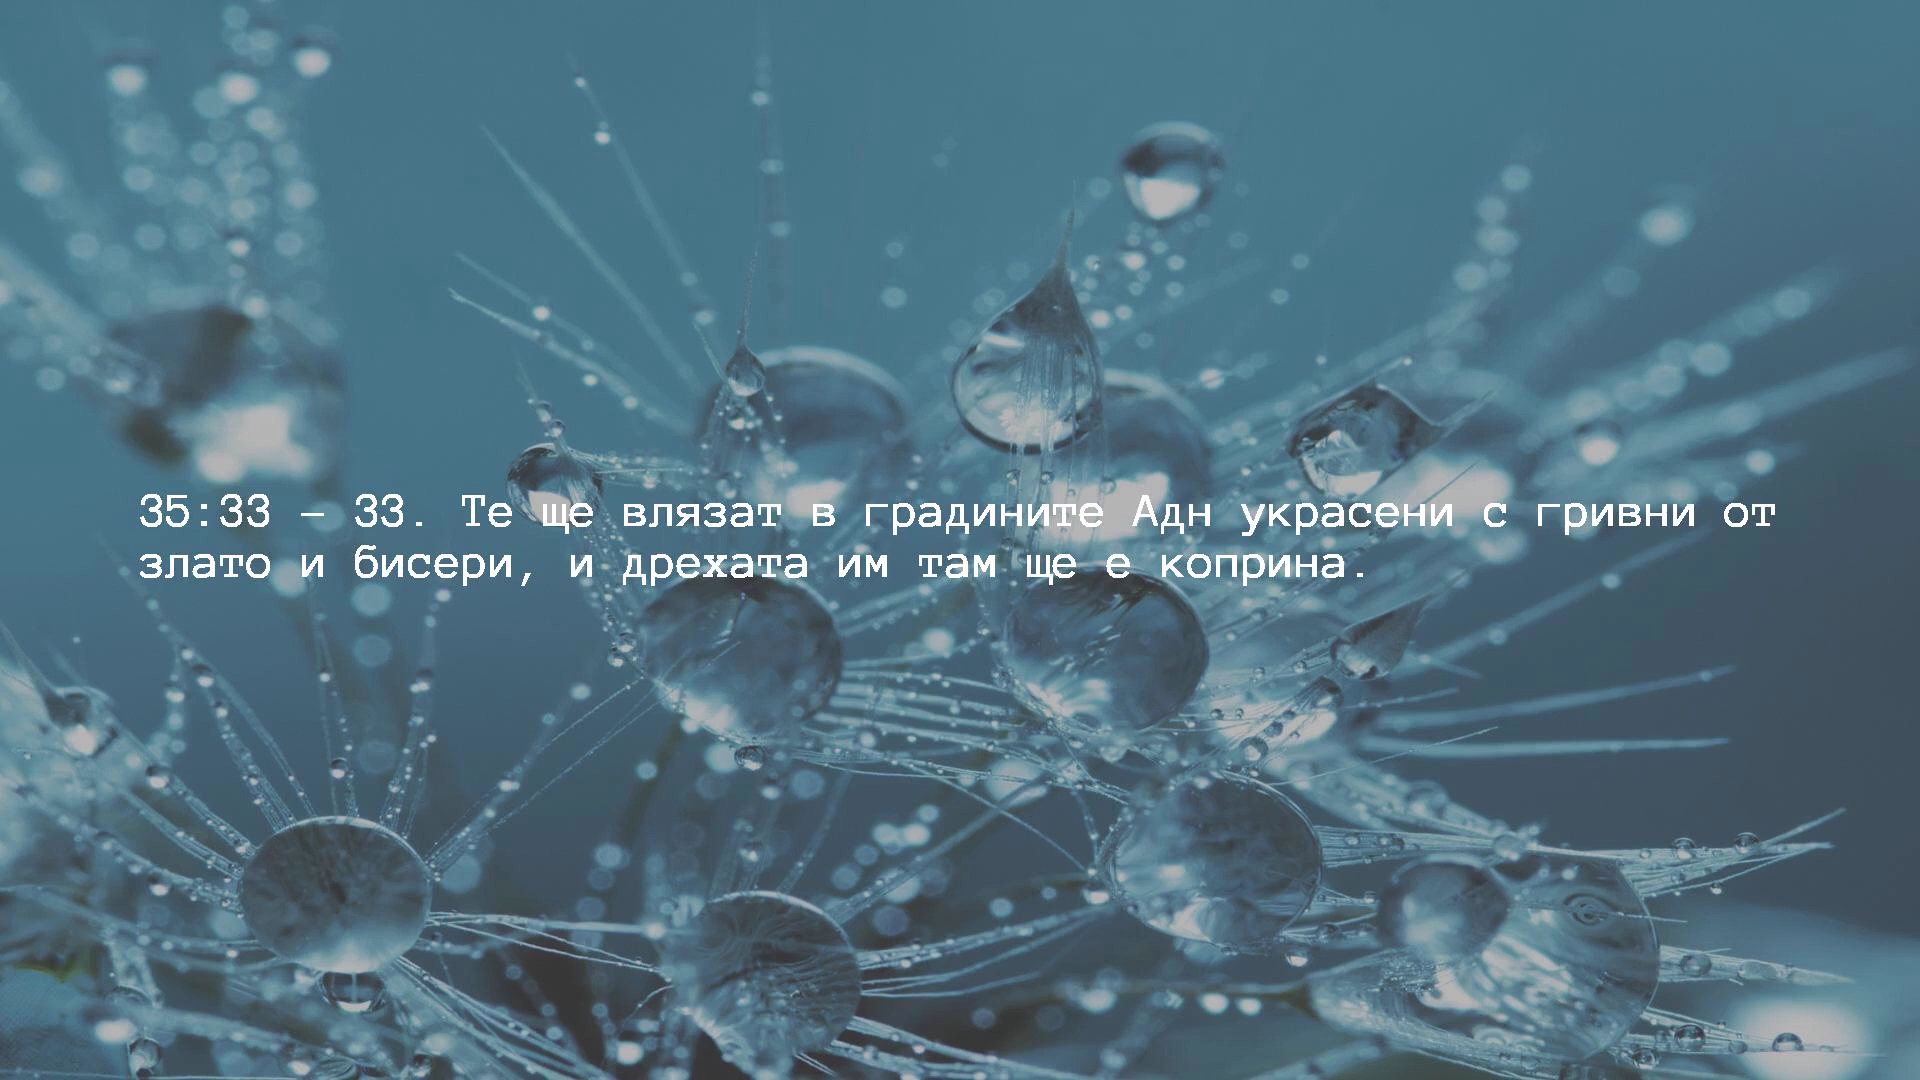 35:33 – 33. Те ще влязат в градините Адн украсени с гривни от
злато и бисери, и дрехата им там ще е коприна.